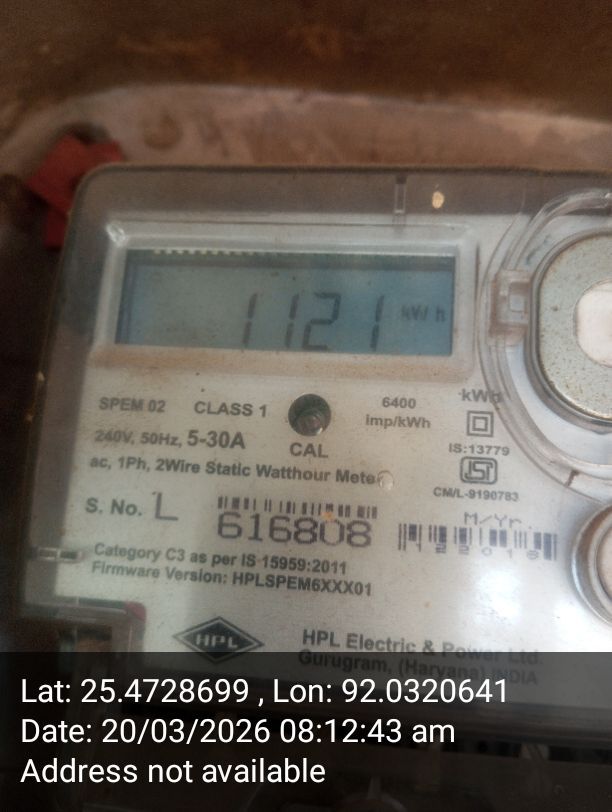 1121 kW h
SPEM 02 CLASS 1
6400
imp/kWh
kWh
240V, 50Hz, 5-30A
CAL
IS:13779
ac, 1Ph, 2Wire Static Watthour Meter
CM/L-9190783
S. No. L
616808
M/Yr.
Category C3 as per IS 15959:2011
Firmware Version: HPLSPEM6XXX01
HPL
HPL Electric & Power Ltd.
Gurugram, (Haryana) INDIA
Lat: 25.4728699 , Lon: 92.0320641
Date: 20/03/2026 08:12:43 am
Address not available